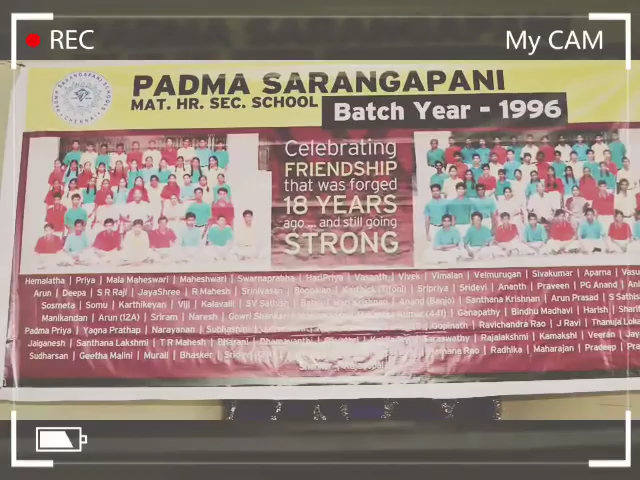 REC
My CAM
PADMA SARANGAPANI
MAT. HR. SEC. SCHOOL
Batch Year - 1996
Celebrating
FRIENDSHIP
that was forged
18 YEARS
ago... and still going
STRONG
Hemalatha | Priya | Mala Maheswari | Maheshwari | Swarnaprabha | HariPriya | Vasanth | Vivek | Vimalan | Velmurugan | Sivakumar | Aparna |
Arun | Deepa | S R Raji | JayaShree | R Mahesh | Srinivasan | Sripriya | Sridevi | Ananth | Praveen | PG Anand |
Sosmeta | Somu | Karthikeyan | Viji | Kalavalli | SV Sathish | Krishnan | Anand (Banjo) | Santhana Krishnan | Arun Prasad |
Manikandan | Arun (12A) | Sriram | Naresh | Gowri Shankar | (441) | Ganapathy | Bindhu Madhavi | Harish |
Padma Priya | Yagna Prathap | Narayanan | Gopinath | Ravichandra Rao | J Ravi | Thanuja
Jaiganesh | Santhana Lakshmi | T R Mahesh | Saraswathy | Rajalakshmi | Kamakshi | Veeran |
Sudharsan | Geetha Malini | Murali | Bhasker | Rao | Radhika | Maharajan | Pradeep |